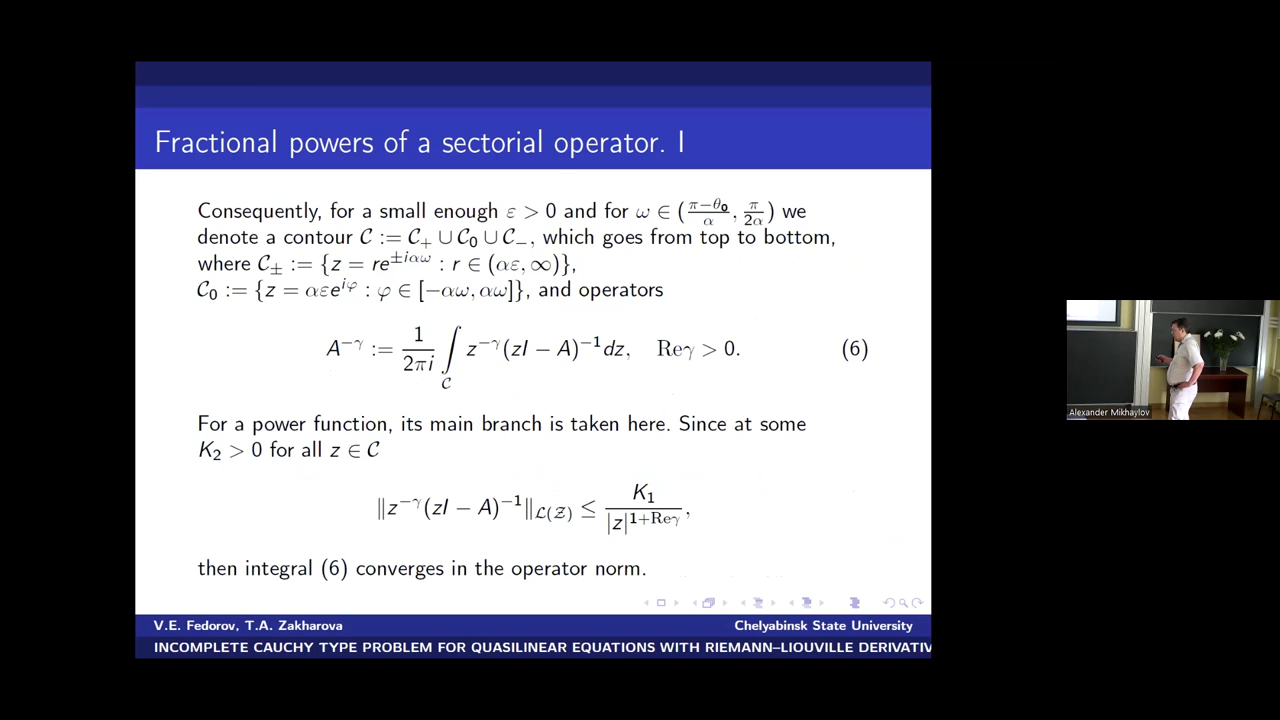 Fractional powers of a sectorial operator. I
Consequently, for a small enough ε > 0 and for ω ∈ (π−θ₀/α, π/2α) we
denote a contour 𝒞 := 𝒞₊ ∪ 𝒞₀ ∪ 𝒞₋, which goes from top to bottom,
where 𝒞± := {z = re^{±iαω} : r ∈ (αε, ∞)},
𝒞₀ := {z = αεe^{iφ} : φ ∈ [−αω, αω]}, and operators
A^{−γ} := 1/2πi ∫_𝒞 z^{−γ}(zI − A)^{−1}dz, Reγ > 0. (6)
For a power function, its main branch is taken here. Since at some
K₂ > 0 for all z ∈ 𝒞
‖z^{−γ}(zI − A)^{−1}‖_{ℒ(𝒵)} ≤ K₁/|z|^{1+Reγ},
then integral (6) converges in the operator norm.
V.E. Fedorov, T.A. Zakharova Chelyabinsk State University
INCOMPLETE CAUCHY TYPE PROBLEM FOR QUASILINEAR EQUATIONS WITH RIEMANN–LIOUVILLE DERIVATIV
Alexander Mikhaylov